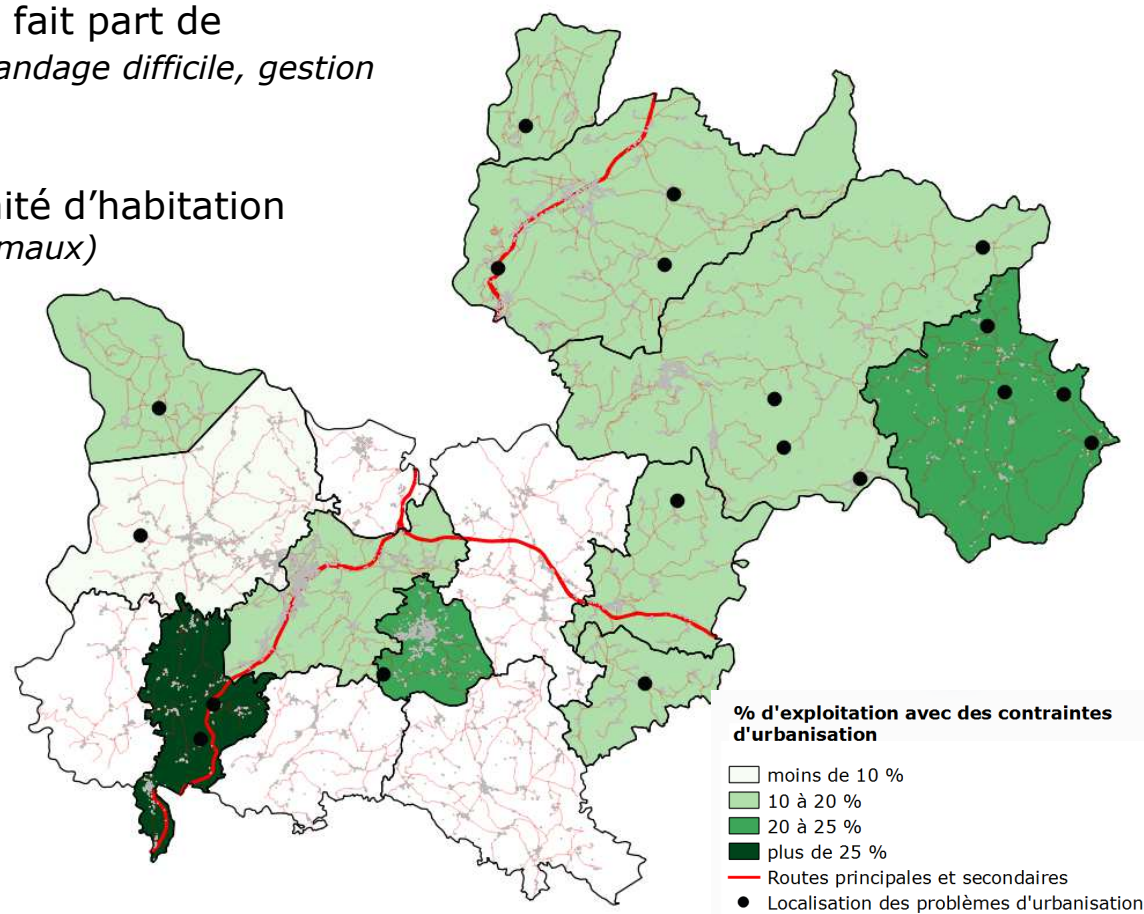 fait part de
andage difficile, gestion
ité d'habitation
maux)
% d'exploitation avec des contraintes
d'urbanisation
moins de 10 %
10 à 20 %
20 à 25 %
plus de 25 %
Routes principales et secondaires
Localisation des problèmes d'urbanisation